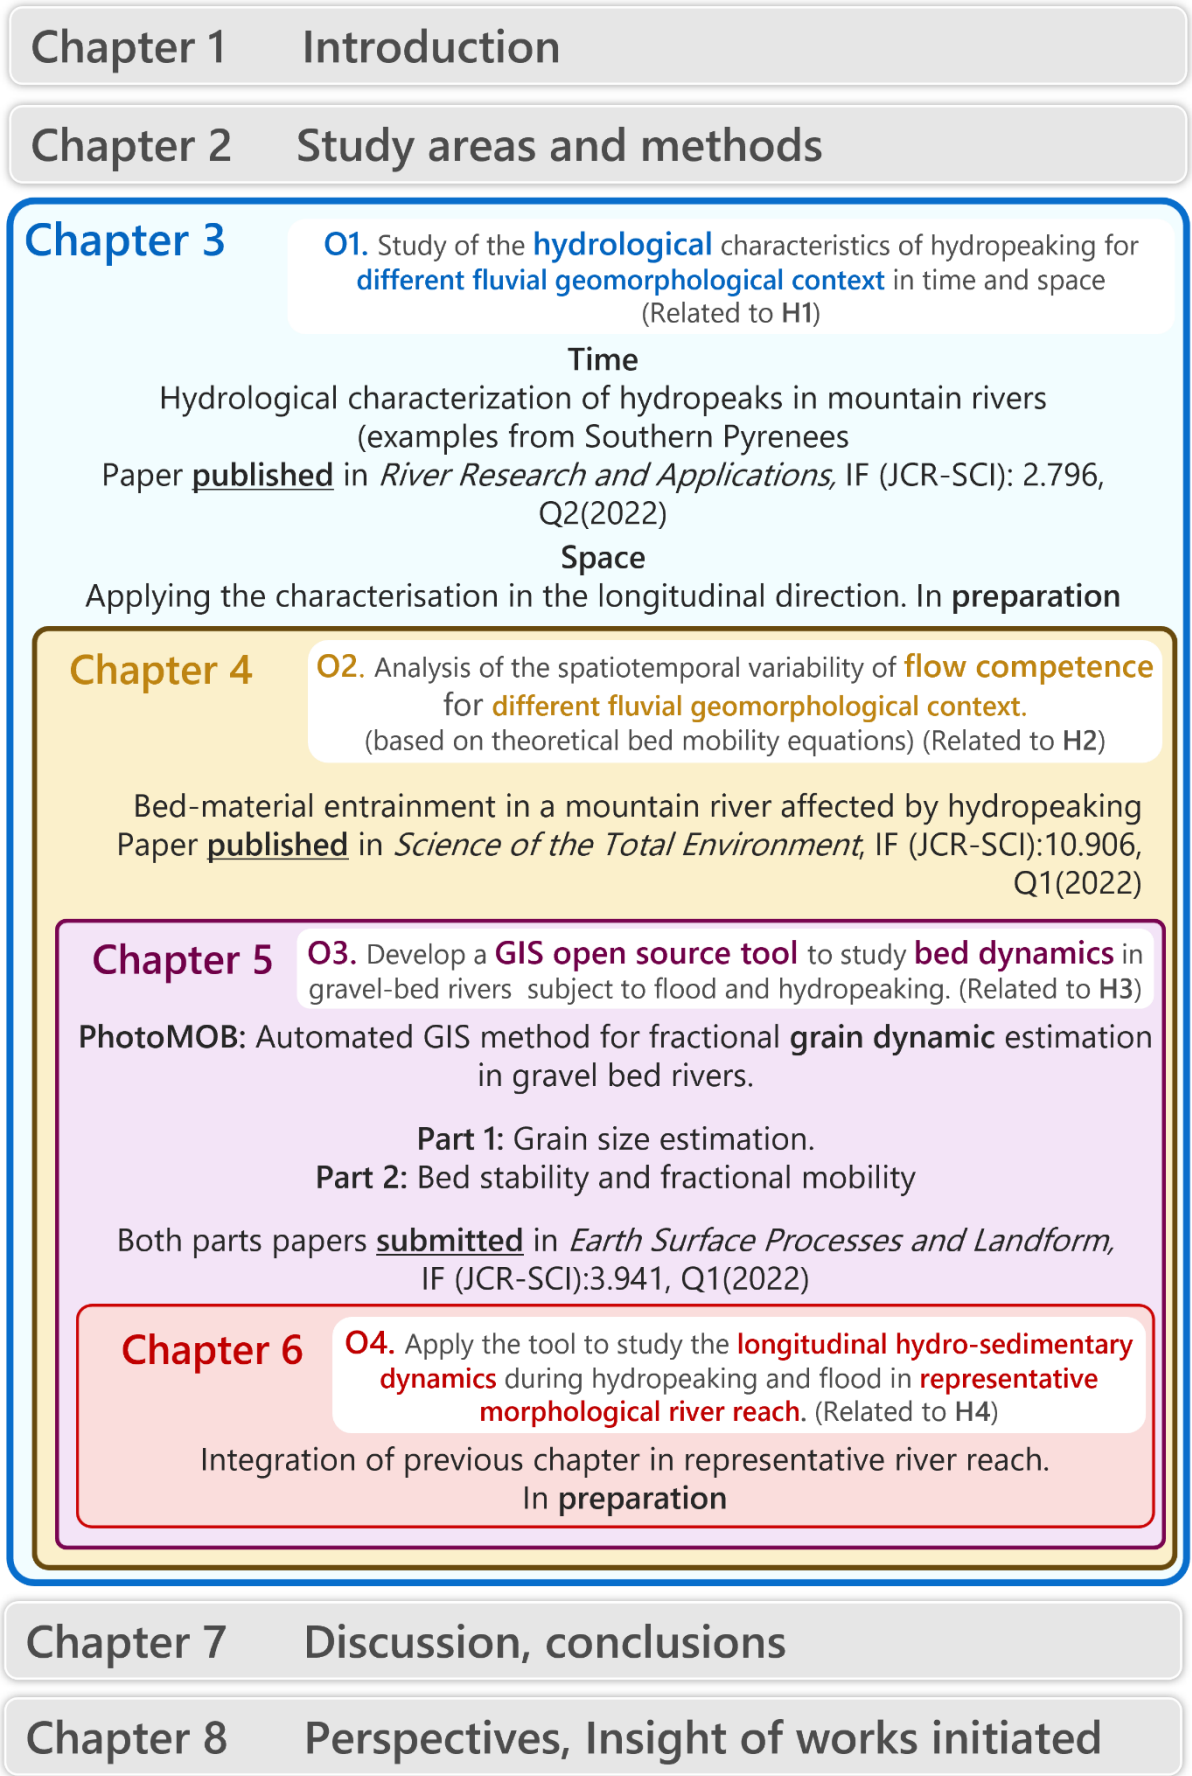 Chapter 1 Introduction
Chapter 2 Study areas and methods
Chapter 3
O1. Study of the hydrological characteristics of hydropeaking for
different fluvial geomorphological context in time and space
(Related to H1)
Time
Hydrological characterization of hydropeaks in mountain rivers
(examples from Southern Pyrenees
Paper published in River Research and Applications, IF (JCR-SCI): 2.796,
Q2(2022)
Space
Applying the characterisation in the longitudinal direction. In preparation
Chapter 4
O2. Analysis of the spatiotemporal variability of flow competence
for different fluvial geomorphological context.
(based on theoretical bed mobility equations) (Related to H2)
Bed-material entrainment in a mountain river affected by hydropeaking
Paper published in Science of the Total Environment, IF (JCR-SCI):10.906,
Q1(2022)
Chapter 5
O3. Develop a GIS open source tool to study bed dynamics in
gravel-bed rivers subject to flood and hydropeaking. (Related to H3)
PhotoMOB: Automated GIS method for fractional grain dynamic estimation
in gravel bed rivers.
Part 1: Grain size estimation.
Part 2: Bed stability and fractional mobility
Both parts papers submitted in Earth Surface Processes and Landform,
IF (JCR-SCI):3.941, Q1(2022)
Chapter 6
O4. Apply the tool to study the longitudinal hydro-sedimentary
dynamics during hydropeaking and flood in representative
morphological river reach. (Related to H4)
Integration of previous chapter in representative river reach.
In preparation
Chapter 7 Discussion, conclusions
Chapter 8 Perspectives, Insight of works initiated